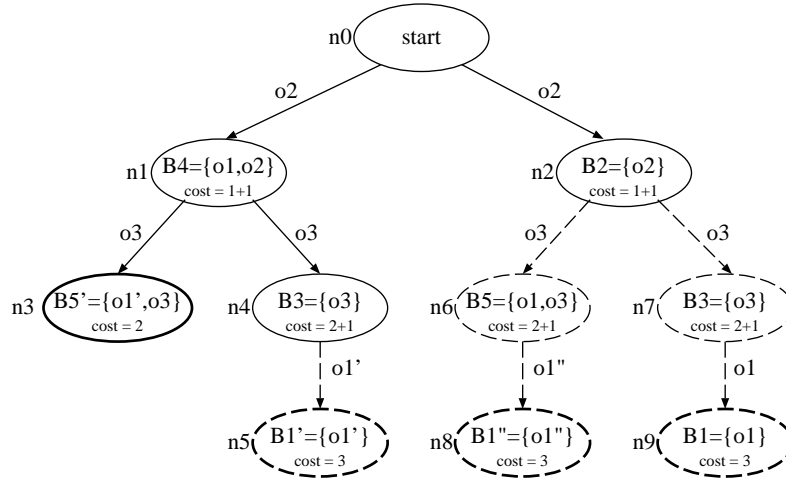 n0
start
o2
o2
n1
B4={o1,o2}
cost = 1+1
n2
B2={o2}
cost = 1+1
o3
o3
o3
o3
n3
B5'={o1',o3}
cost = 2
n4
B3={o3}
cost = 2+1
n6
B5={o1,o3}
cost = 2+1
n7
B3={o3}
cost = 2+1
o1'
o1"
o1
n5
B1'={o1'}
cost = 3
n8
B1"={o1"}
cost = 3
n9
B1={o1}
cost = 3